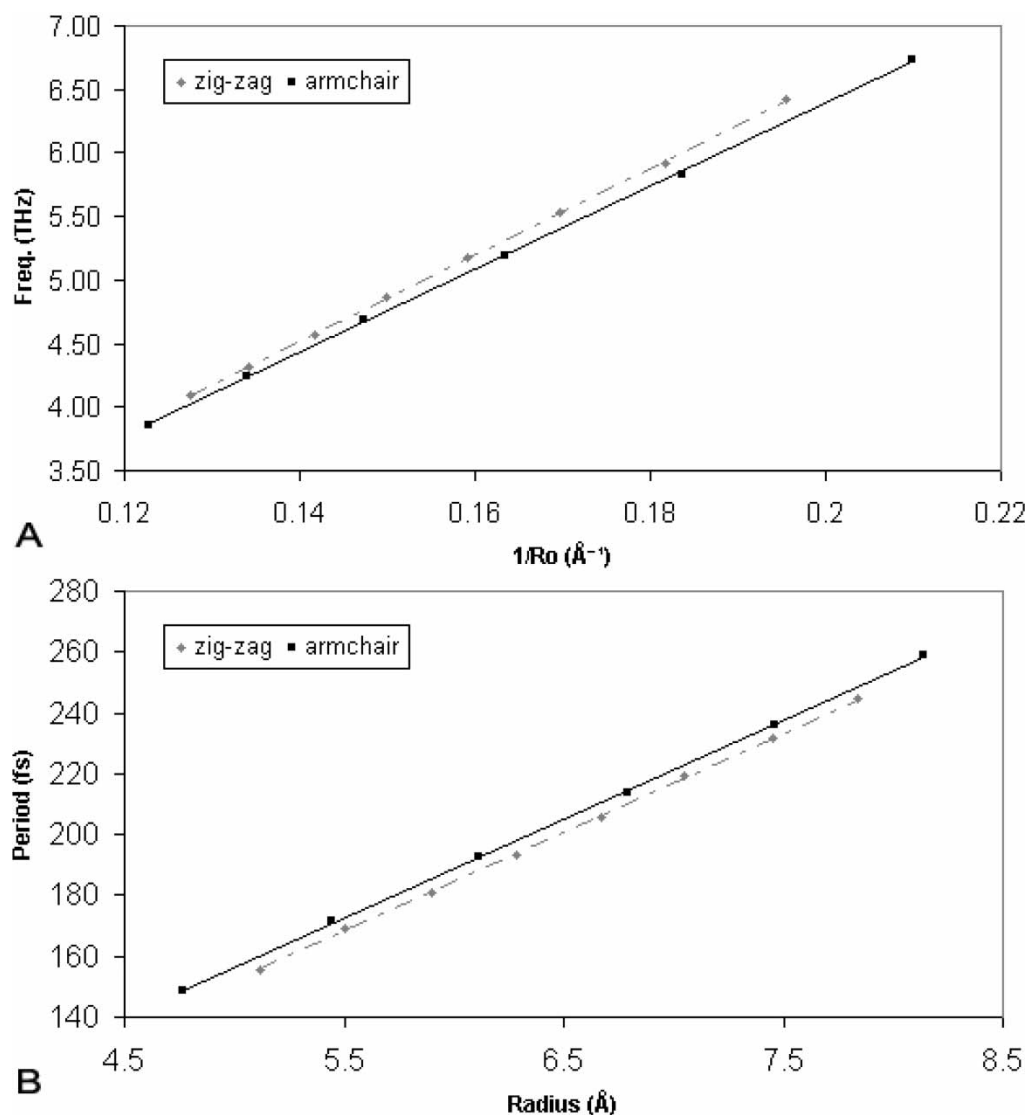 7.00
6.50
6.00
5.50
5.00
4.50
4.00
3.50
Freq. (THz)
zig-zag armchair
0.12 0.14 0.16 0.18 0.2 0.22
1/Ro (Å⁻¹)
A
280
260
240
220
200
180
160
140
Period (fs)
zig-zag armchair
4.5 5.5 6.5 7.5 8.5
Radius (Å)
B